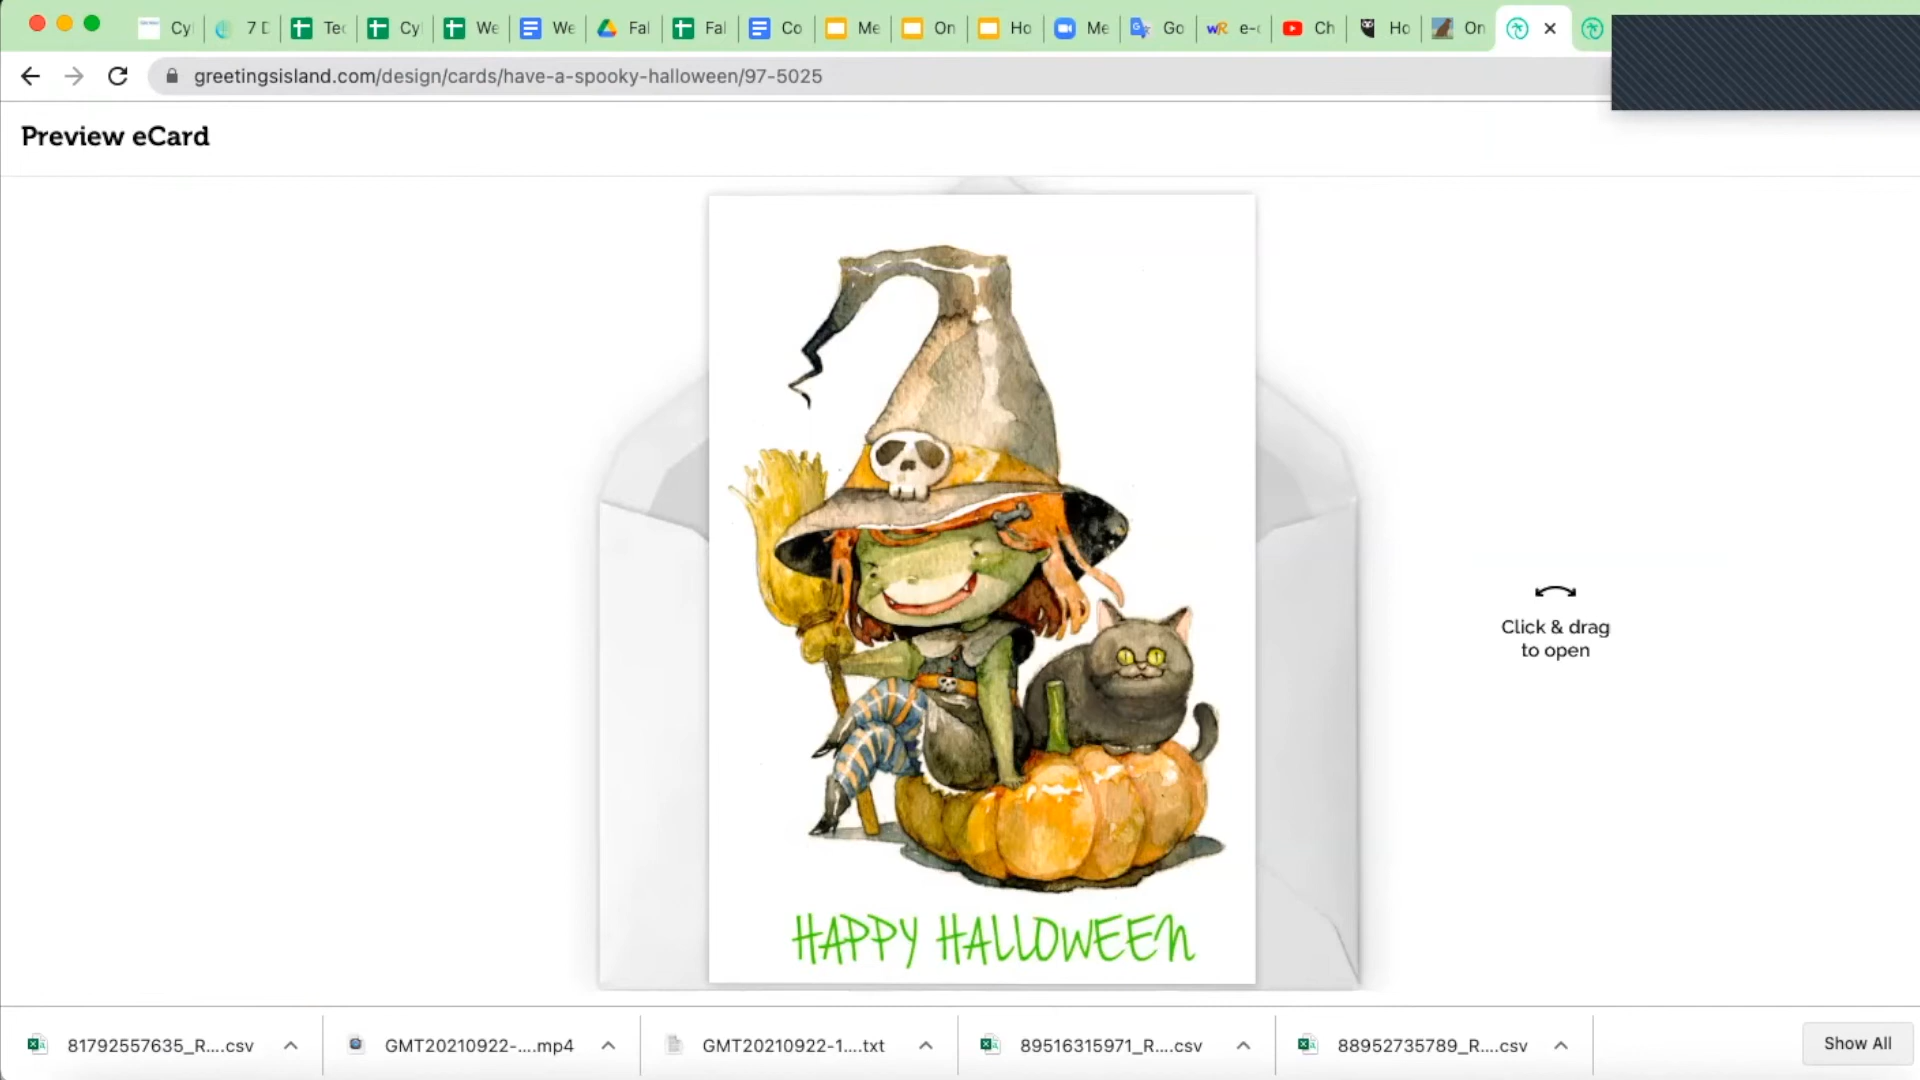 Cy 7 D Tec Cy We We Fal Fal Co Me On Ho Me Go e-c Ch Ho On
greetingsisland.com/design/cards/have-a-spooky-halloween/97-5025
Preview eCard
Click & drag
to open
HAPPY HALLOWEEN
81792557635_R....csv GMT20210922-....mp4 GMT20210922-1....txt 89516315971_R....csv 88952735789_R....csv Show All